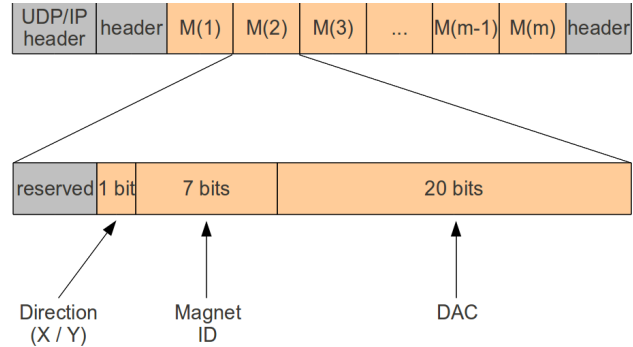 UDP/IP
header
header
M(1)
M(2)
M(3)
...
M(m-1)
M(m)
header
reserved
1 bit
7 bits
20 bits
Direction
(X / Y)
Magnet
ID
DAC